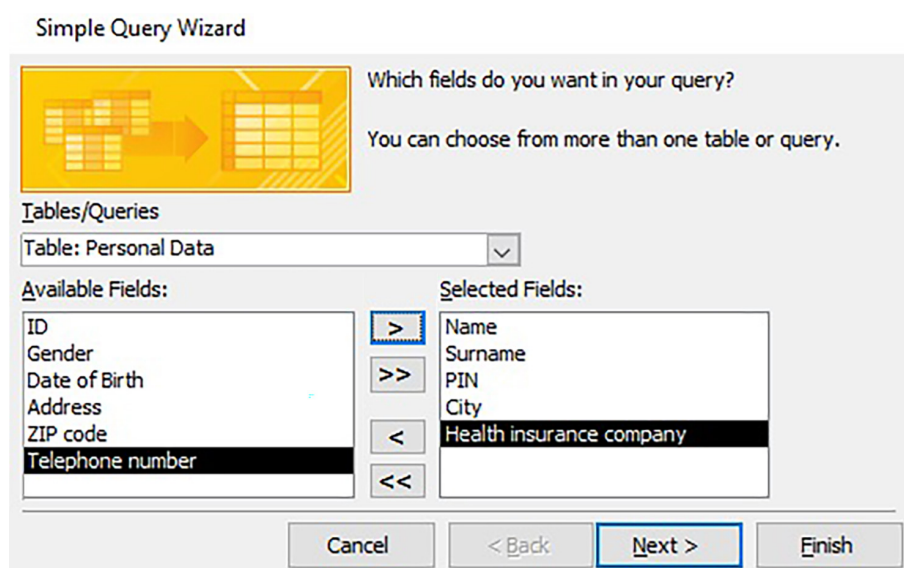 Simple Query Wizard
Which fields do you want in your query?
You can choose from more than one table or query.
Tables/Queries
Table: Personal Data
Available Fields:
ID
Gender
Date of Birth
Address
ZIP code
Telephone number
>
>>
<
<<
Selected Fields:
Name
Surname
PIN
City
Health insurance company
Cancel
< Back
Next >
Finish